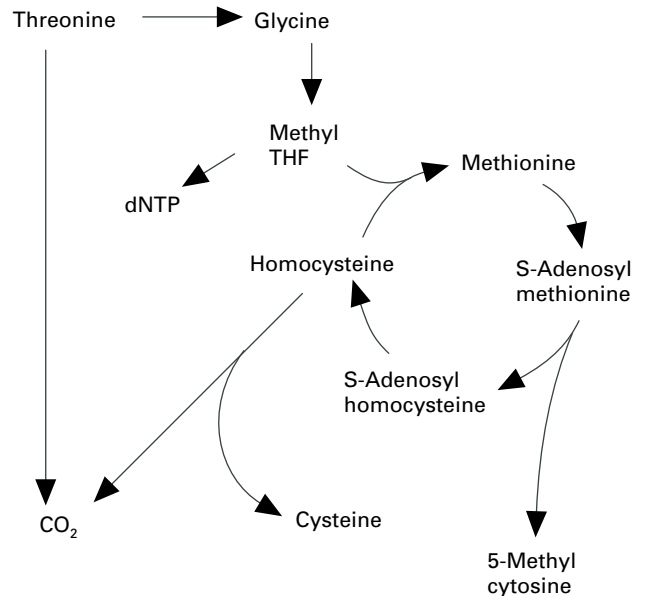 Threonine
Glycine
Methyl
THF
Methionine
dNTP
Homocysteine
S-Adenosyl
methionine
S-Adenosyl
homocysteine
CO₂
Cysteine
5-Methyl
cytosine